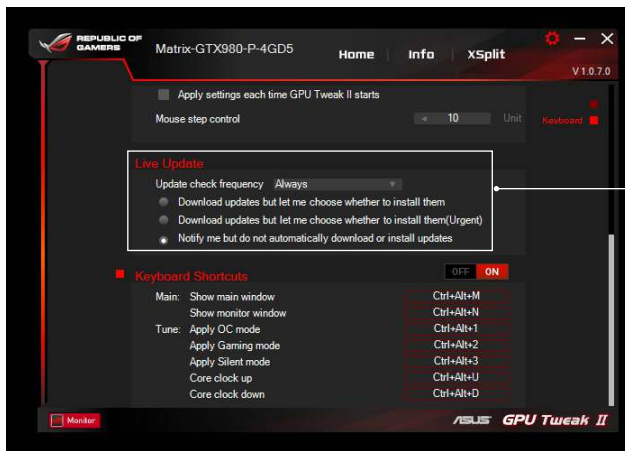 REPUBLIC OF
GAMERS
Matrix-GTX980-P-4GD5
Home
Info
XSplit
V 1.0.7.0
Apply settings each time GPU Tweak II starts
Mouse step control
10
Unit
Keyboard
Live Update
Update check frequency Always
Download updates but let me choose whether to install them
Download updates but let me choose whether to install them(Urgent)
Notify me but do not automatically download or install updates
Keyboard Shortcuts
OFF ON
Main: Show main window Ctrl+Alt+M
Show monitor window Ctrl+Alt+N
Tune: Apply OC mode Ctrl+Alt+1
Apply Gaming mode Ctrl+Alt+2
Apply Silent mode Ctrl+Alt+3
Core clock up Ctrl+Alt+U
Core clock down Ctrl+Alt+D
Monitor
ASUS GPU Tweak II